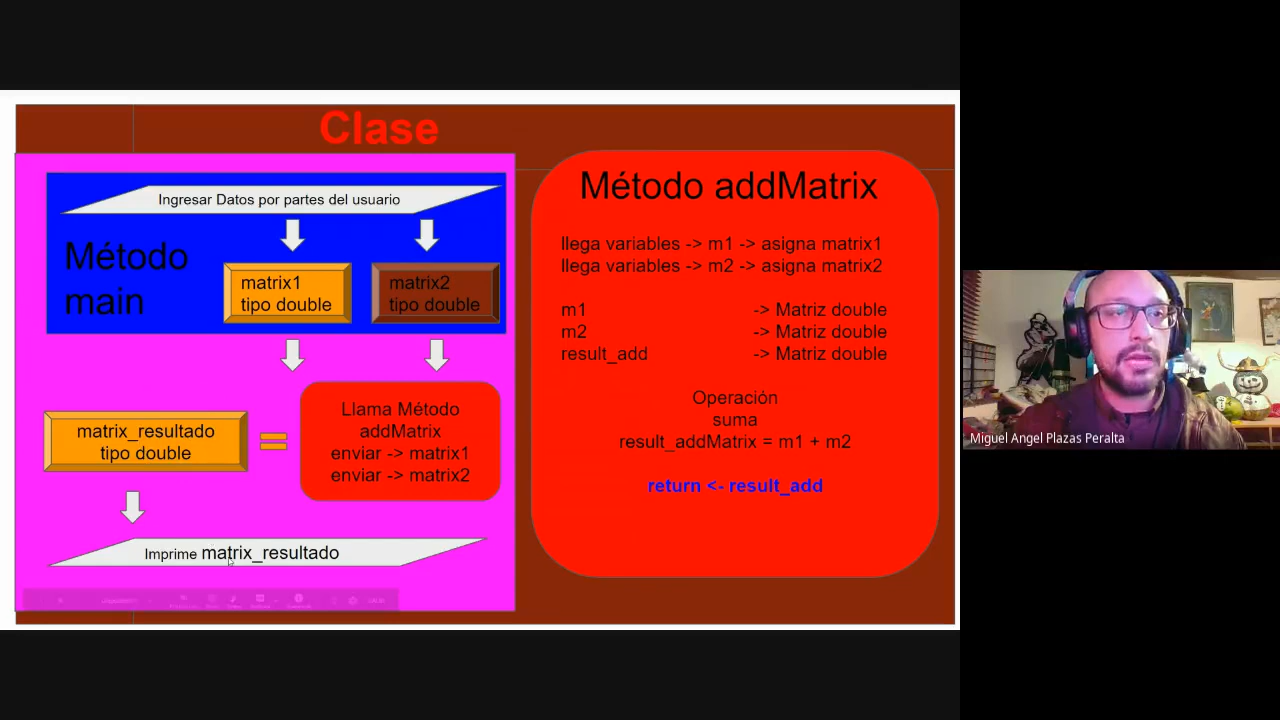 Clase
Ingresar Datos por partes del usuario
Método
main
matrix1
tipo double
matrix2
tipo double
matrix_resultado
tipo double
Llama Método
addMatrix
enviar -> matrix1
enviar -> matrix2
Imprime matrix_resultado
Método addMatrix
llega variables -> m1 -> asigna matrix1
llega variables -> m2 -> asigna matrix2
m1 -> Matriz double
m2 -> Matriz double
result_add -> Matriz double
Operación
suma
result_addMatrix = m1 + m2
return <- result_add
Miguel Angel Plazas Peralta